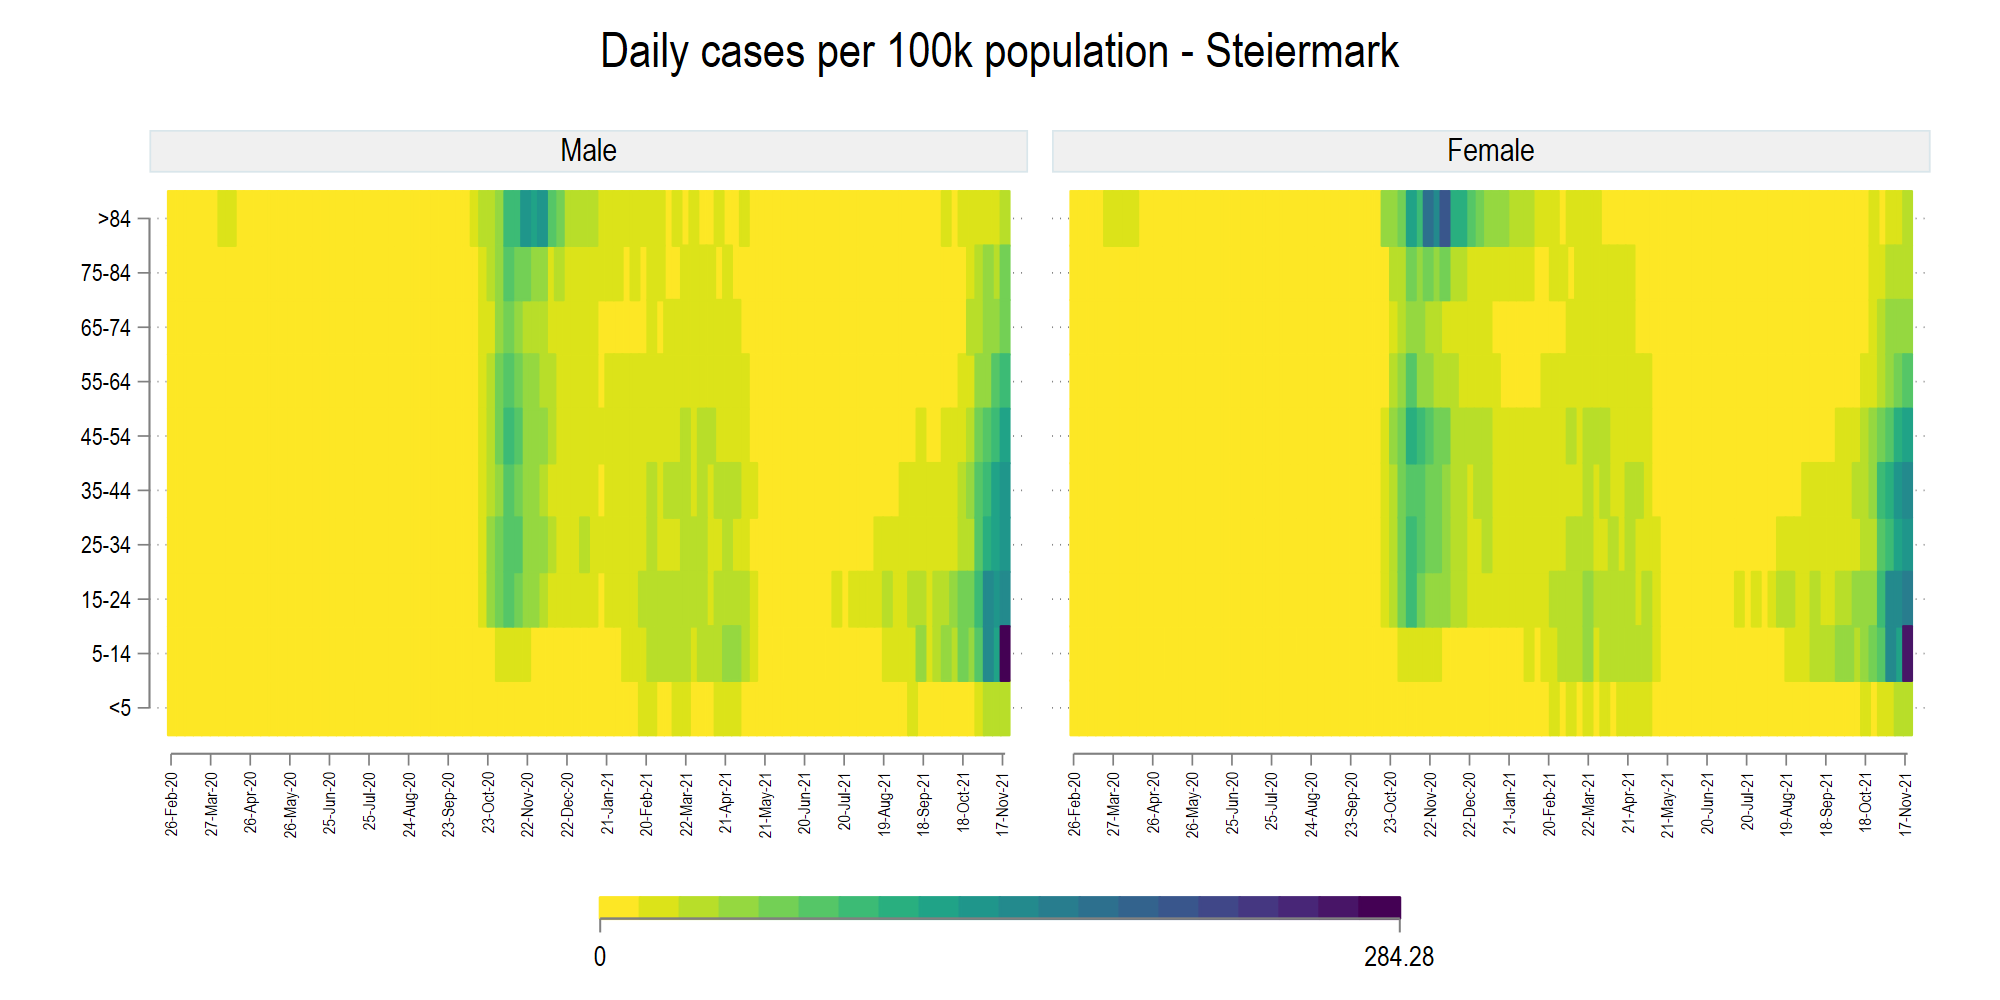 Daily cases per 100k population - Steiermark
Male
Female
>84
75-84
65-74
55-64
45-54
35-44
25-34
15-24
5-14
<5
26-Feb-20
27-Mar-20
26-Apr-20
26-May-20
25-Jun-20
25-Jul-20
24-Aug-20
23-Sep-20
23-Oct-20
22-Nov-20
22-Dec-20
21-Jan-21
20-Feb-21
22-Mar-21
21-Apr-21
21-May-21
20-Jun-21
20-Jul-21
19-Aug-21
18-Sep-21
18-Oct-21
17-Nov-21
26-Feb-20
27-Mar-20
26-Apr-20
26-May-20
25-Jun-20
25-Jul-20
24-Aug-20
23-Sep-20
23-Oct-20
22-Nov-20
22-Dec-20
21-Jan-21
20-Feb-21
22-Mar-21
21-Apr-21
21-May-21
20-Jun-21
20-Jul-21
19-Aug-21
18-Sep-21
18-Oct-21
17-Nov-21
0
284.28